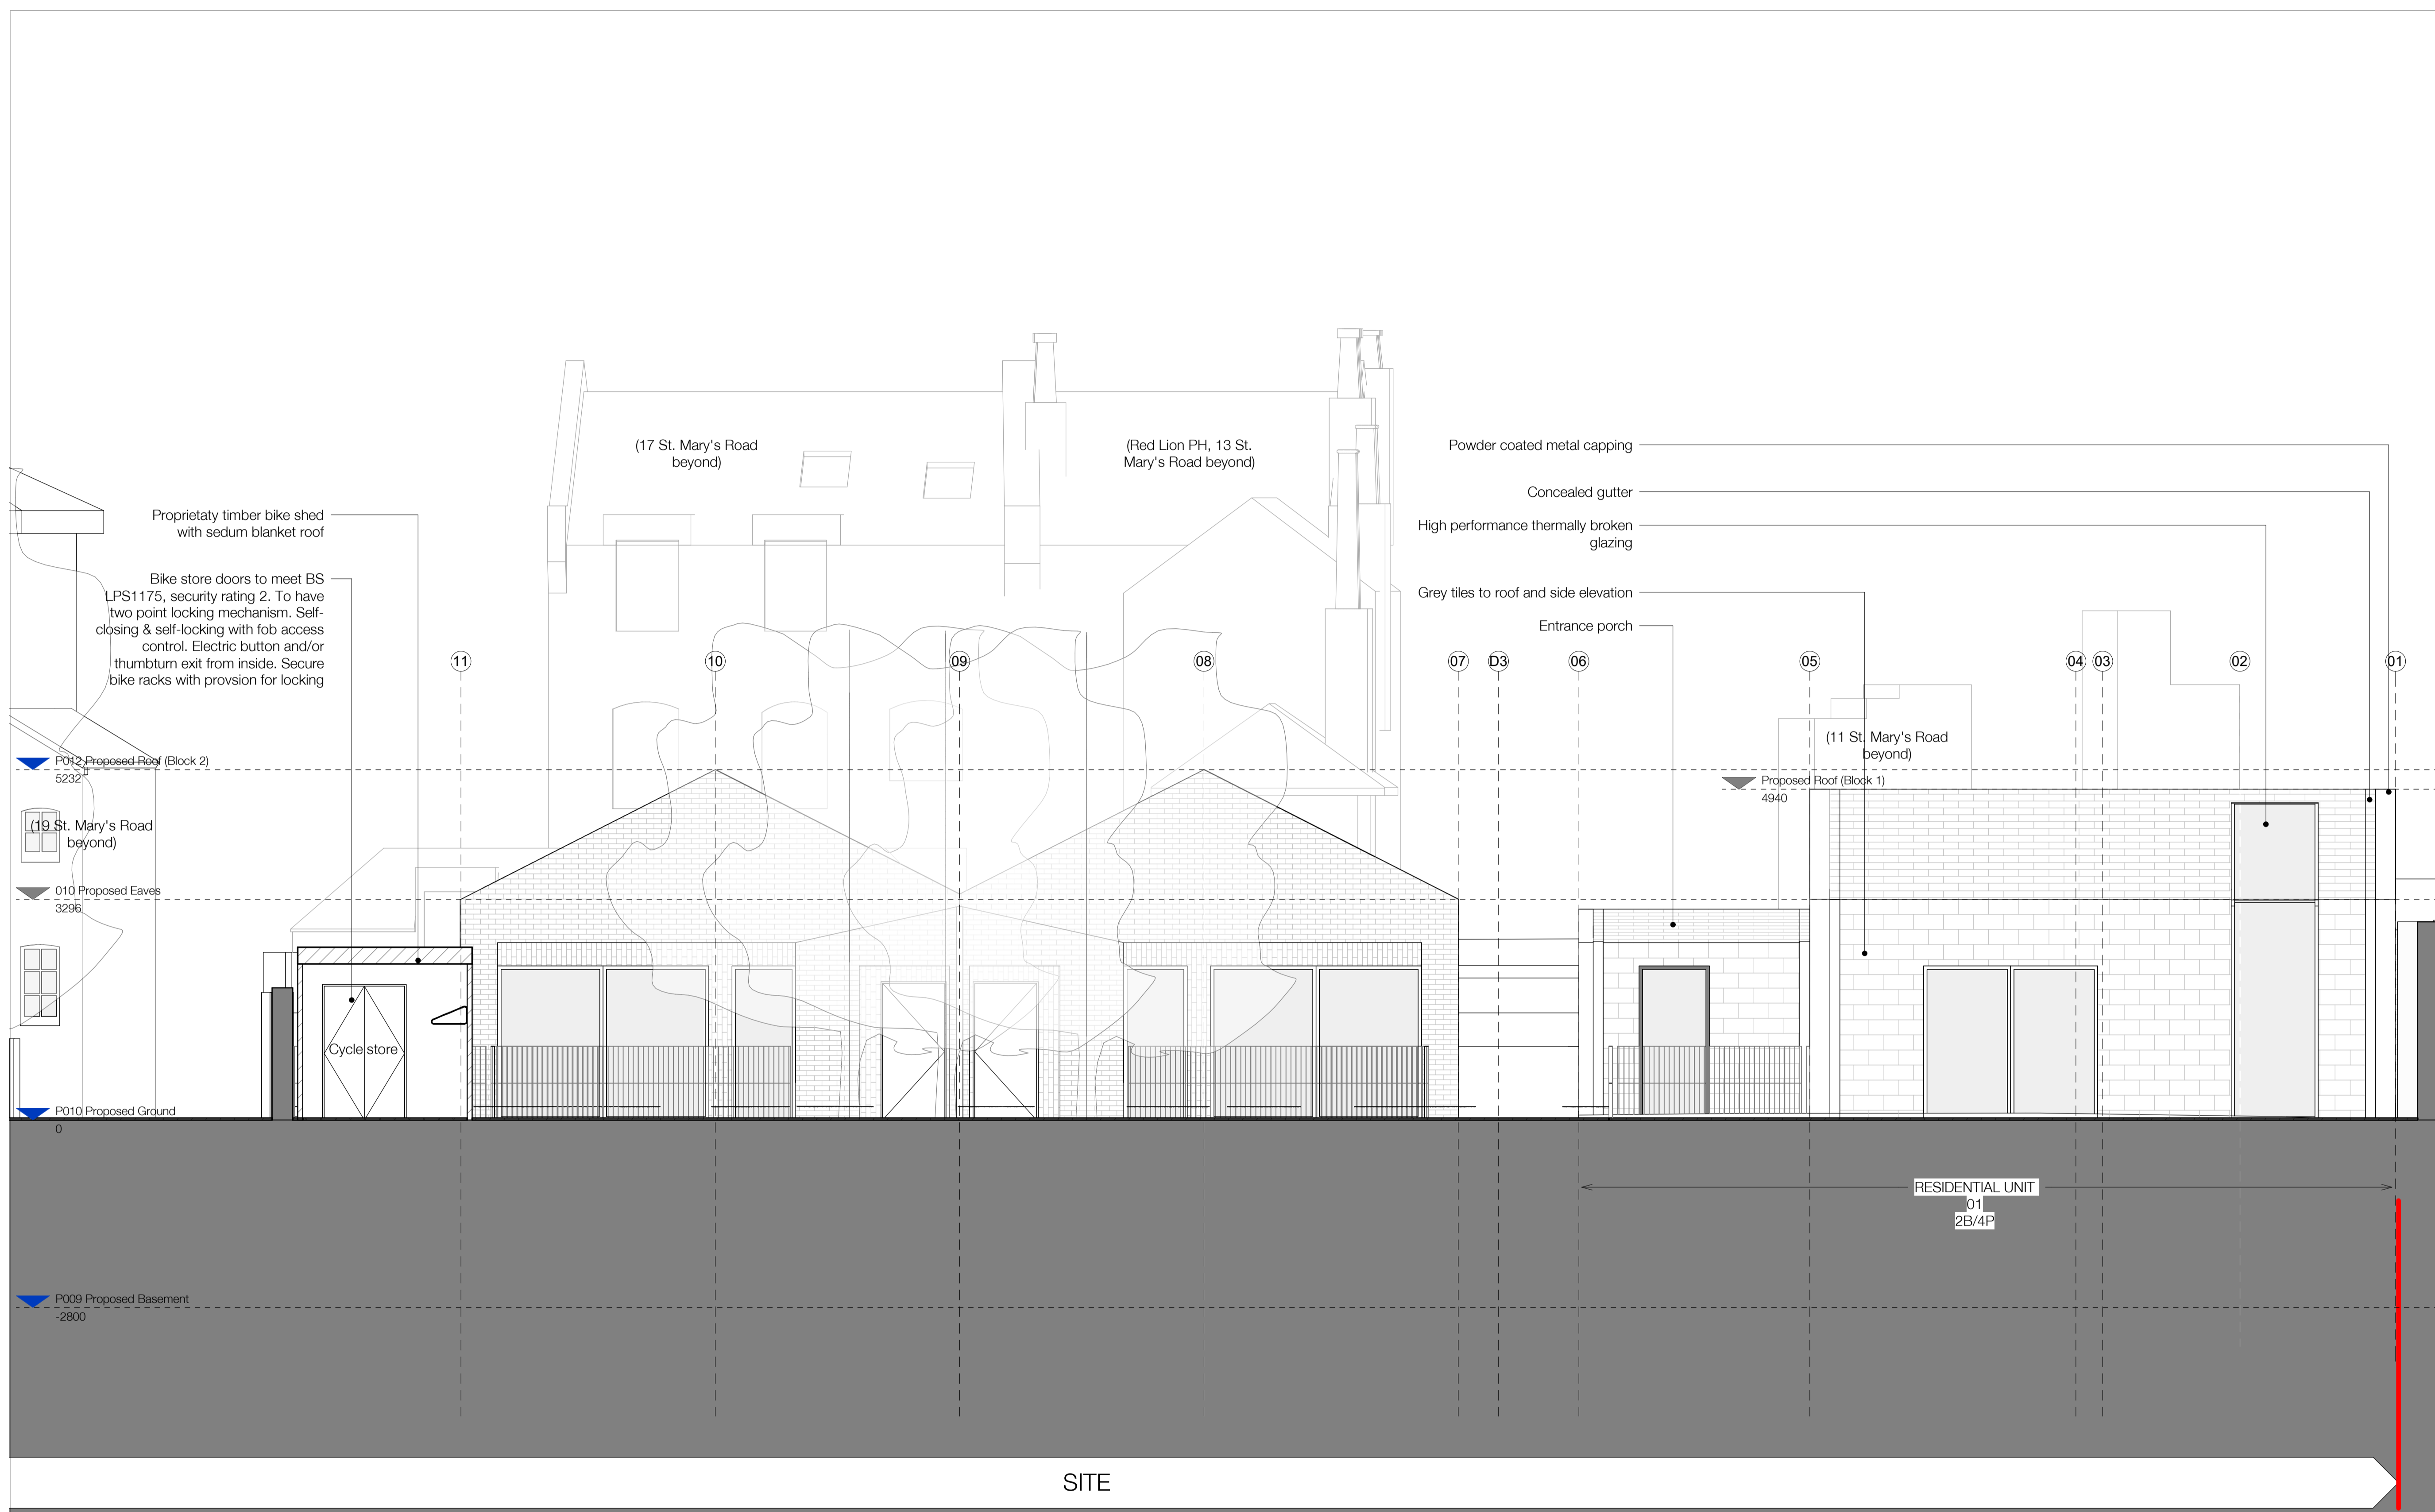 (17 St. Mary's Road
beyond)
(Red Lion PH, 13 St.
Mary's Road beyond)
Powder coated metal capping
Concealed gutter
High performance thermally broken
glazing
Grey tiles to roof and side elevation
Entrance porch
Proprietaty timber bike shed
with sedum blanket roof
Bike store doors to meet BS
LPS1175, security rating 2. To have
two point locking mechanism. Self-
closing & self-locking with fob access
control. Electric button and/or
thumbturn exit from inside. Secure
bike racks with provsion for locking
11
10
09
08
07
D3
06
05
04
03
02
01
(11 St. Mary's Road
beyond)
P012 Proposed Roof (Block 2)
5232
Proposed Roof (Block 1)
4940
(19 St. Mary's Road
beyond)
010 Proposed Eaves
3296
Cycle store
P010 Proposed Ground
0
RESIDENTIAL UNIT
01
2B/4P
P009 Proposed Basement
-2800
SITE